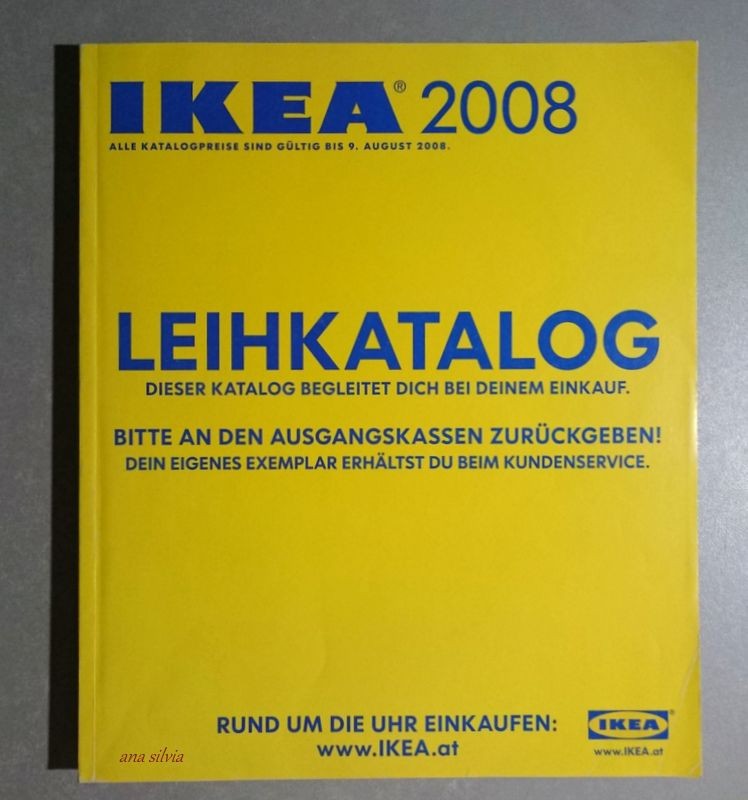 IKEA® 2008
ALLE KATALOGPREISE SIND GÜLTIG BIS 9. AUGUST 2008.
LEIHKATALOG
DIESER KATALOG BEGLEITET DICH BEI DEINEM EINKAUF.
BITTE AN DEN AUSGANGSKASSEN ZURÜCKGEBEN!
DEIN EIGENES EXEMPLAR ERHÄLTST DU BEIM KUNDENSERVICE.
RUND UM DIE UHR EINKAUFEN:
www.IKEA.at
IKEA®
www.IKEA.at
ana silvia